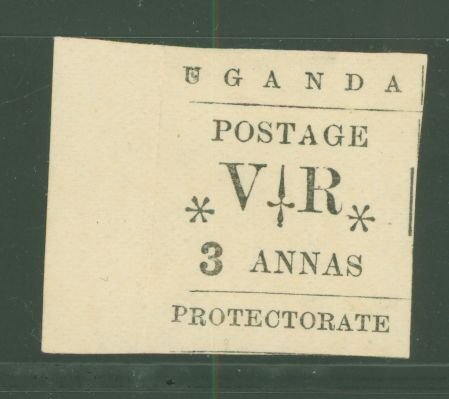 UGANDA
POSTAGE
V R
* *
3 ANNAS
PROTECTORATE